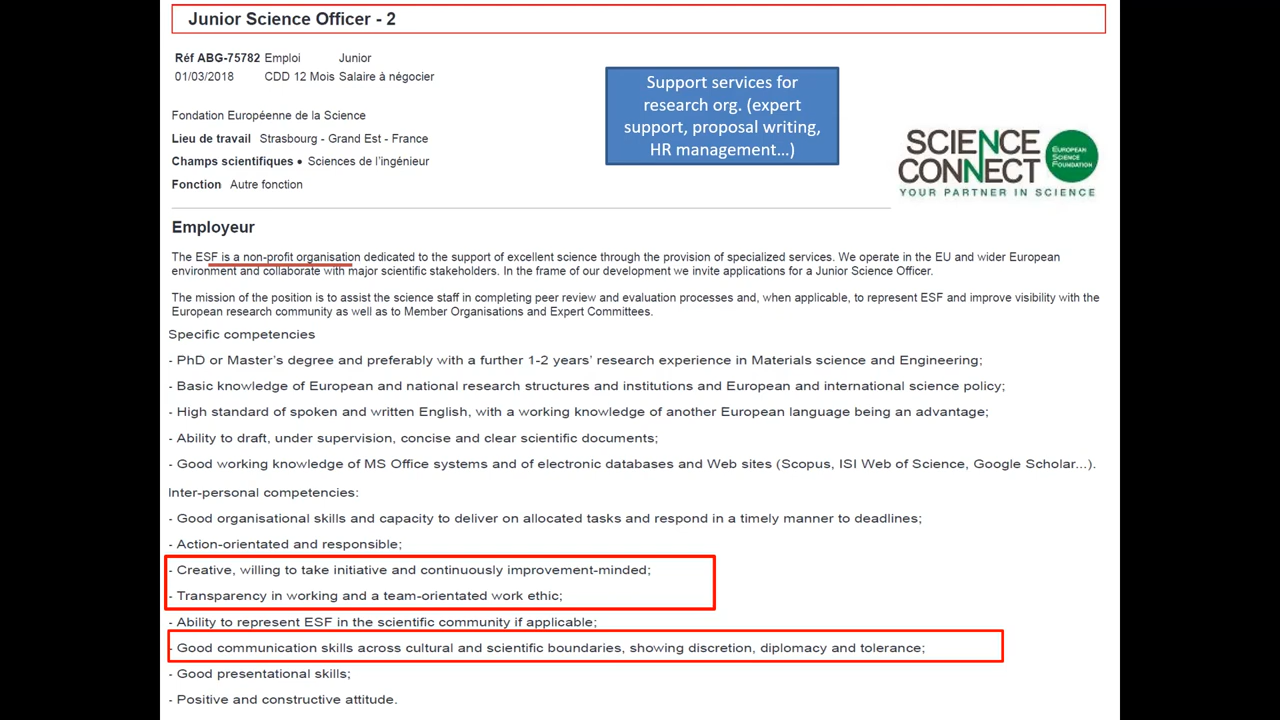 Junior Science Officer - 2
Réf ABG-75782 Emploi Junior
01/03/2018 CDD 12 Mois Salaire à négocier
Support services for
research org. (expert
support, proposal writing,
HR management...)
Fondation Européenne de la Science
Lieu de travail Strasbourg - Grand Est - France
Champs scientifiques • Sciences de l'ingénieur
Fonction Autre fonction
SCIENCE
CONNECT
EUROPEAN
SCIENCE
FOUNDATION
YOUR PARTNER IN SCIENCE
Employeur
The ESF is a non-profit organisation dedicated to the support of excellent science through the provision of specialized services. We operate in the EU and wider European
environment and collaborate with major scientific stakeholders. In the frame of our development we invite applications for a Junior Science Officer.
The mission of the position is to assist the science staff in completing peer review and evaluation processes and, when applicable, to represent ESF and improve visibility with the
European research community as well as to Member Organisations and Expert Committees.
Specific competencies
- PhD or Master's degree and preferably with a further 1-2 years' research experience in Materials science and Engineering;
- Basic knowledge of European and national research structures and institutions and European and international science policy;
- High standard of spoken and written English, with a working knowledge of another European language being an advantage;
- Ability to draft, under supervision, concise and clear scientific documents;
- Good working knowledge of MS Office systems and of electronic databases and Web sites (Scopus, ISI Web of Science, Google Scholar...).
Inter-personal competencies:
- Good organisational skills and capacity to deliver on allocated tasks and respond in a timely manner to deadlines;
- Action-orientated and responsible;
- Creative, willing to take initiative and continuously improvement-minded;
- Transparency in working and a team-orientated work ethic;
- Ability to represent ESF in the scientific community if applicable;
- Good communication skills across cultural and scientific boundaries, showing discretion, diplomacy and tolerance;
- Good presentational skills;
- Positive and constructive attitude.